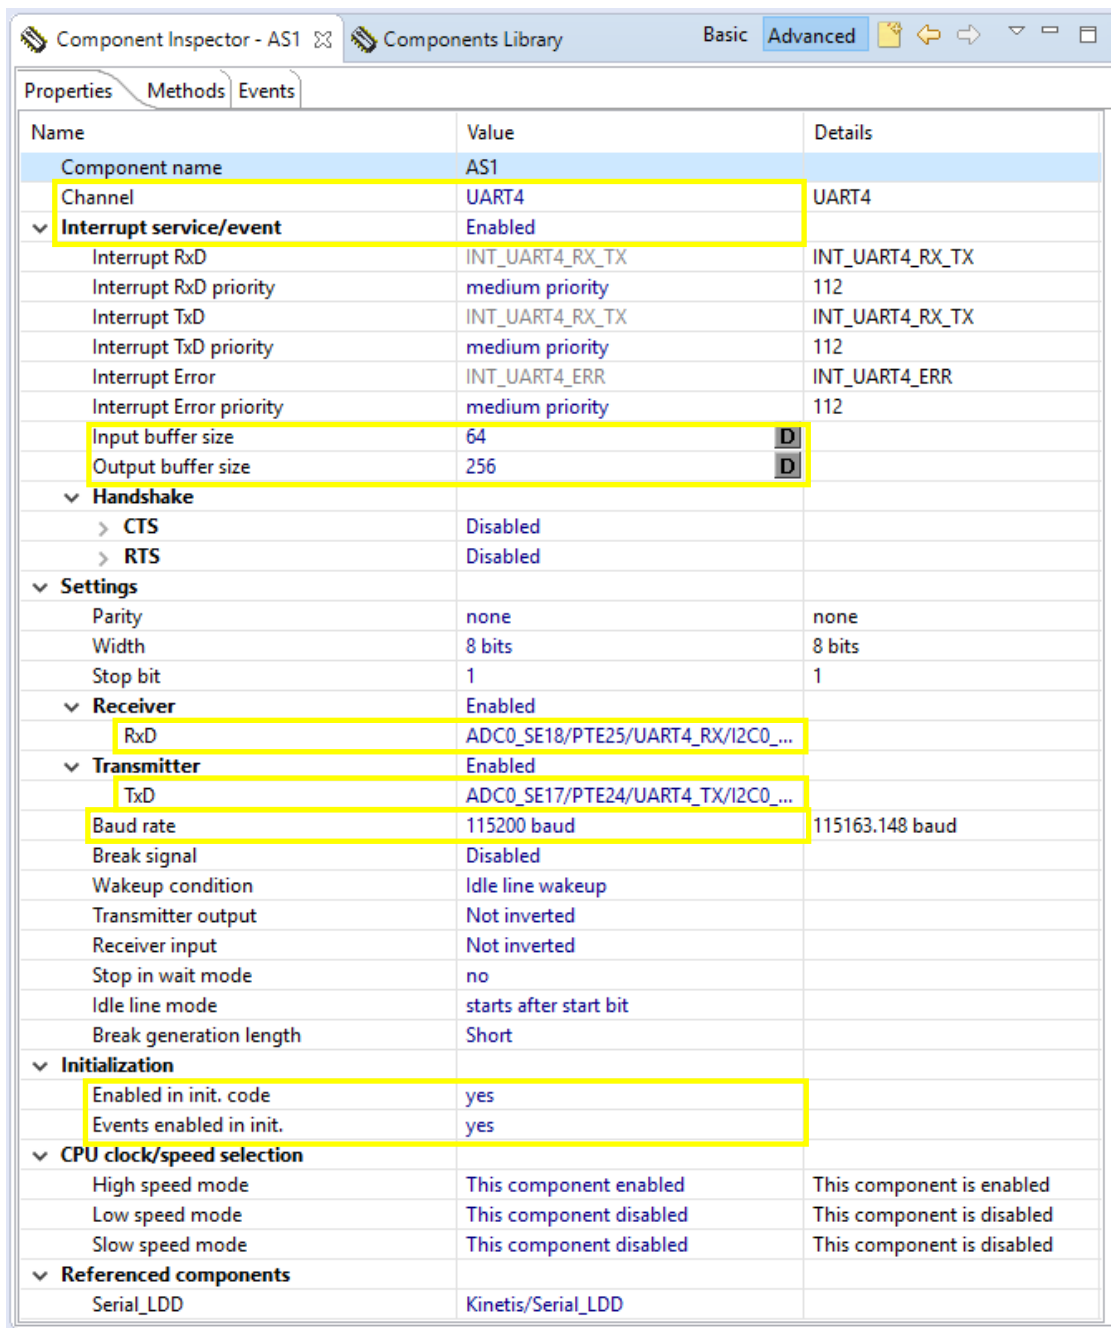 Component Inspector - AS1 Components Library Basic Advanced
Properties Methods Events
Name Value Details
Component name AS1
Channel UART4 UART4
Interrupt service/event Enabled
Interrupt RxD INT_UART4_RX_TX INT_UART4_RX_TX
Interrupt RxD priority medium priority 112
Interrupt TxD INT_UART4_RX_TX INT_UART4_RX_TX
Interrupt TxD priority medium priority 112
Interrupt Error INT_UART4_ERR INT_UART4_ERR
Interrupt Error priority medium priority 112
Input buffer size 64 D
Output buffer size 256 D
Handshake
CTS Disabled
RTS Disabled
Settings
Parity none none
Width 8 bits 8 bits
Stop bit 1 1
Receiver Enabled
RxD ADC0_SE18/PTE25/UART4_RX/I2C0_...
Transmitter Enabled
TxD ADC0_SE17/PTE24/UART4_TX/I2C0_...
Baud rate 115200 baud 115163.148 baud
Break signal Disabled
Wakeup condition Idle line wakeup
Transmitter output Not inverted
Receiver input Not inverted
Stop in wait mode no
Idle line mode starts after start bit
Break generation length Short
Initialization
Enabled in init. code yes
Events enabled in init. yes
CPU clock/speed selection
High speed mode This component enabled This component is enabled
Low speed mode This component disabled This component is disabled
Slow speed mode This component disabled This component is disabled
Referenced components
Serial_LDD Kinetis/Serial_LDD